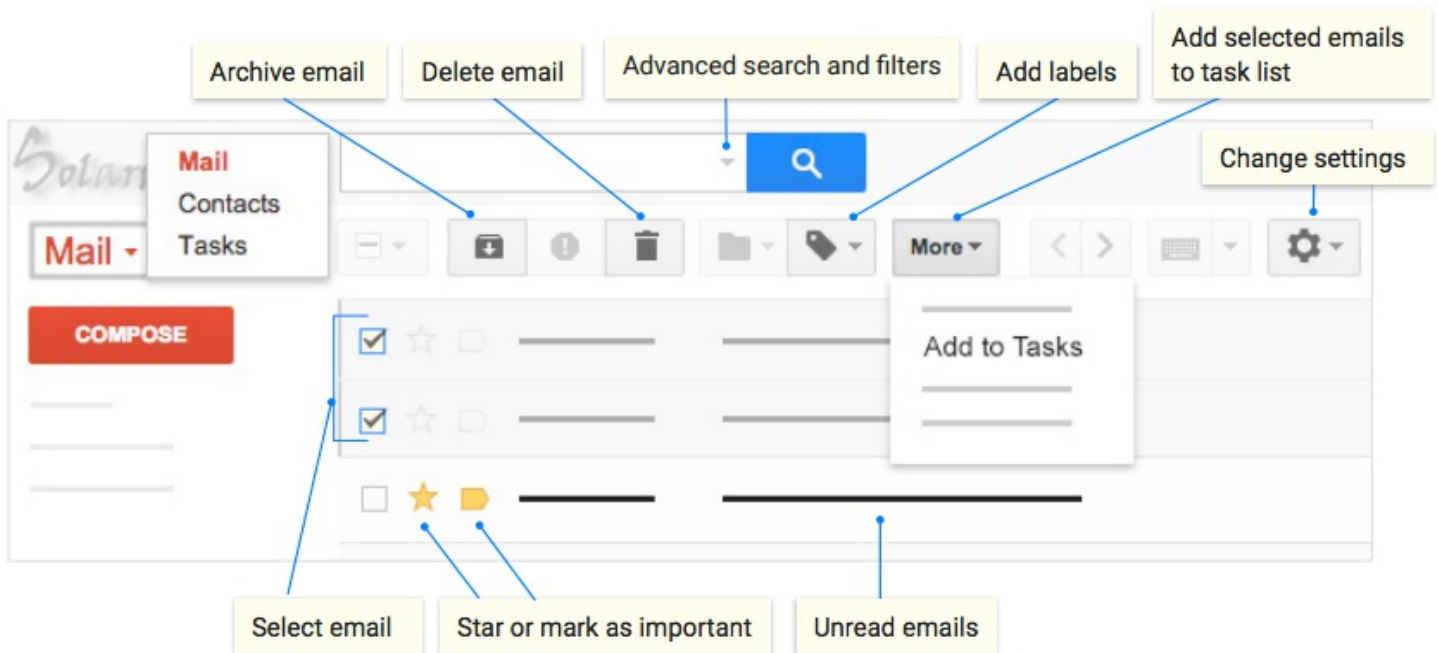 Add selected emails
to task list
Archive email
Delete email
Advanced search and filters
Add labels
Change settings
Mail
Contacts
Tasks
Mail
More
COMPOSE
Add to Tasks
Select email
Star or mark as important
Unread emails